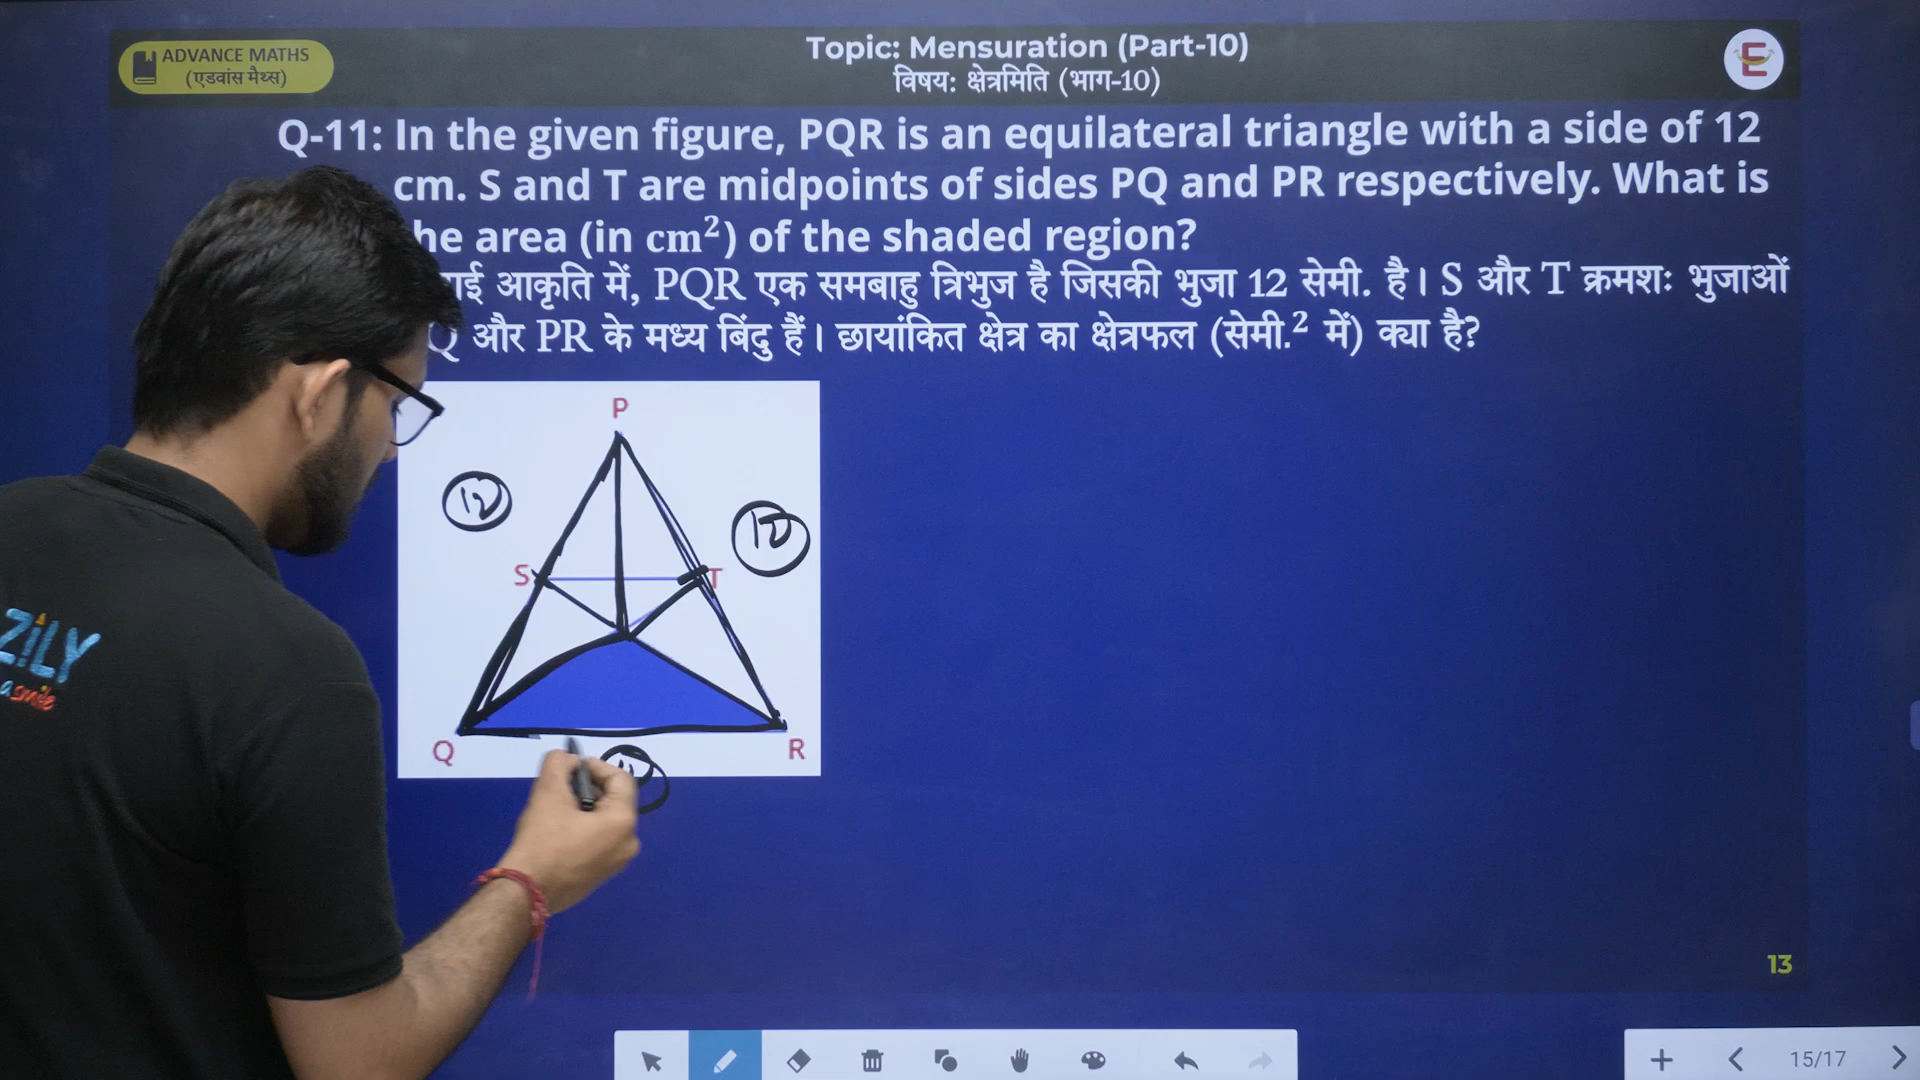 ADVANCE MATHS
(एडवांस मैथ्स)
Topic: Mensuration (Part-10)
विषय: क्षेत्रमिति (भाग-10)
E
Q-11: In the given figure, PQR is an equilateral triangle with a side of 12
cm. S and T are midpoints of sides PQ and PR respectively. What is
he area (in cm²) of the shaded region?
आकृति में, PQR एक समबाहु त्रिभुज है जिसकी भुजा 12 सेमी. है। S और T क्रमशः भुजाओं
Q और PR के मध्य बिंदु हैं। छायांकित क्षेत्र का क्षेत्रफल (सेमी.² में) क्या है?
P
12
12
S
T
Q
R
ZiLY
a smile
13
15/17